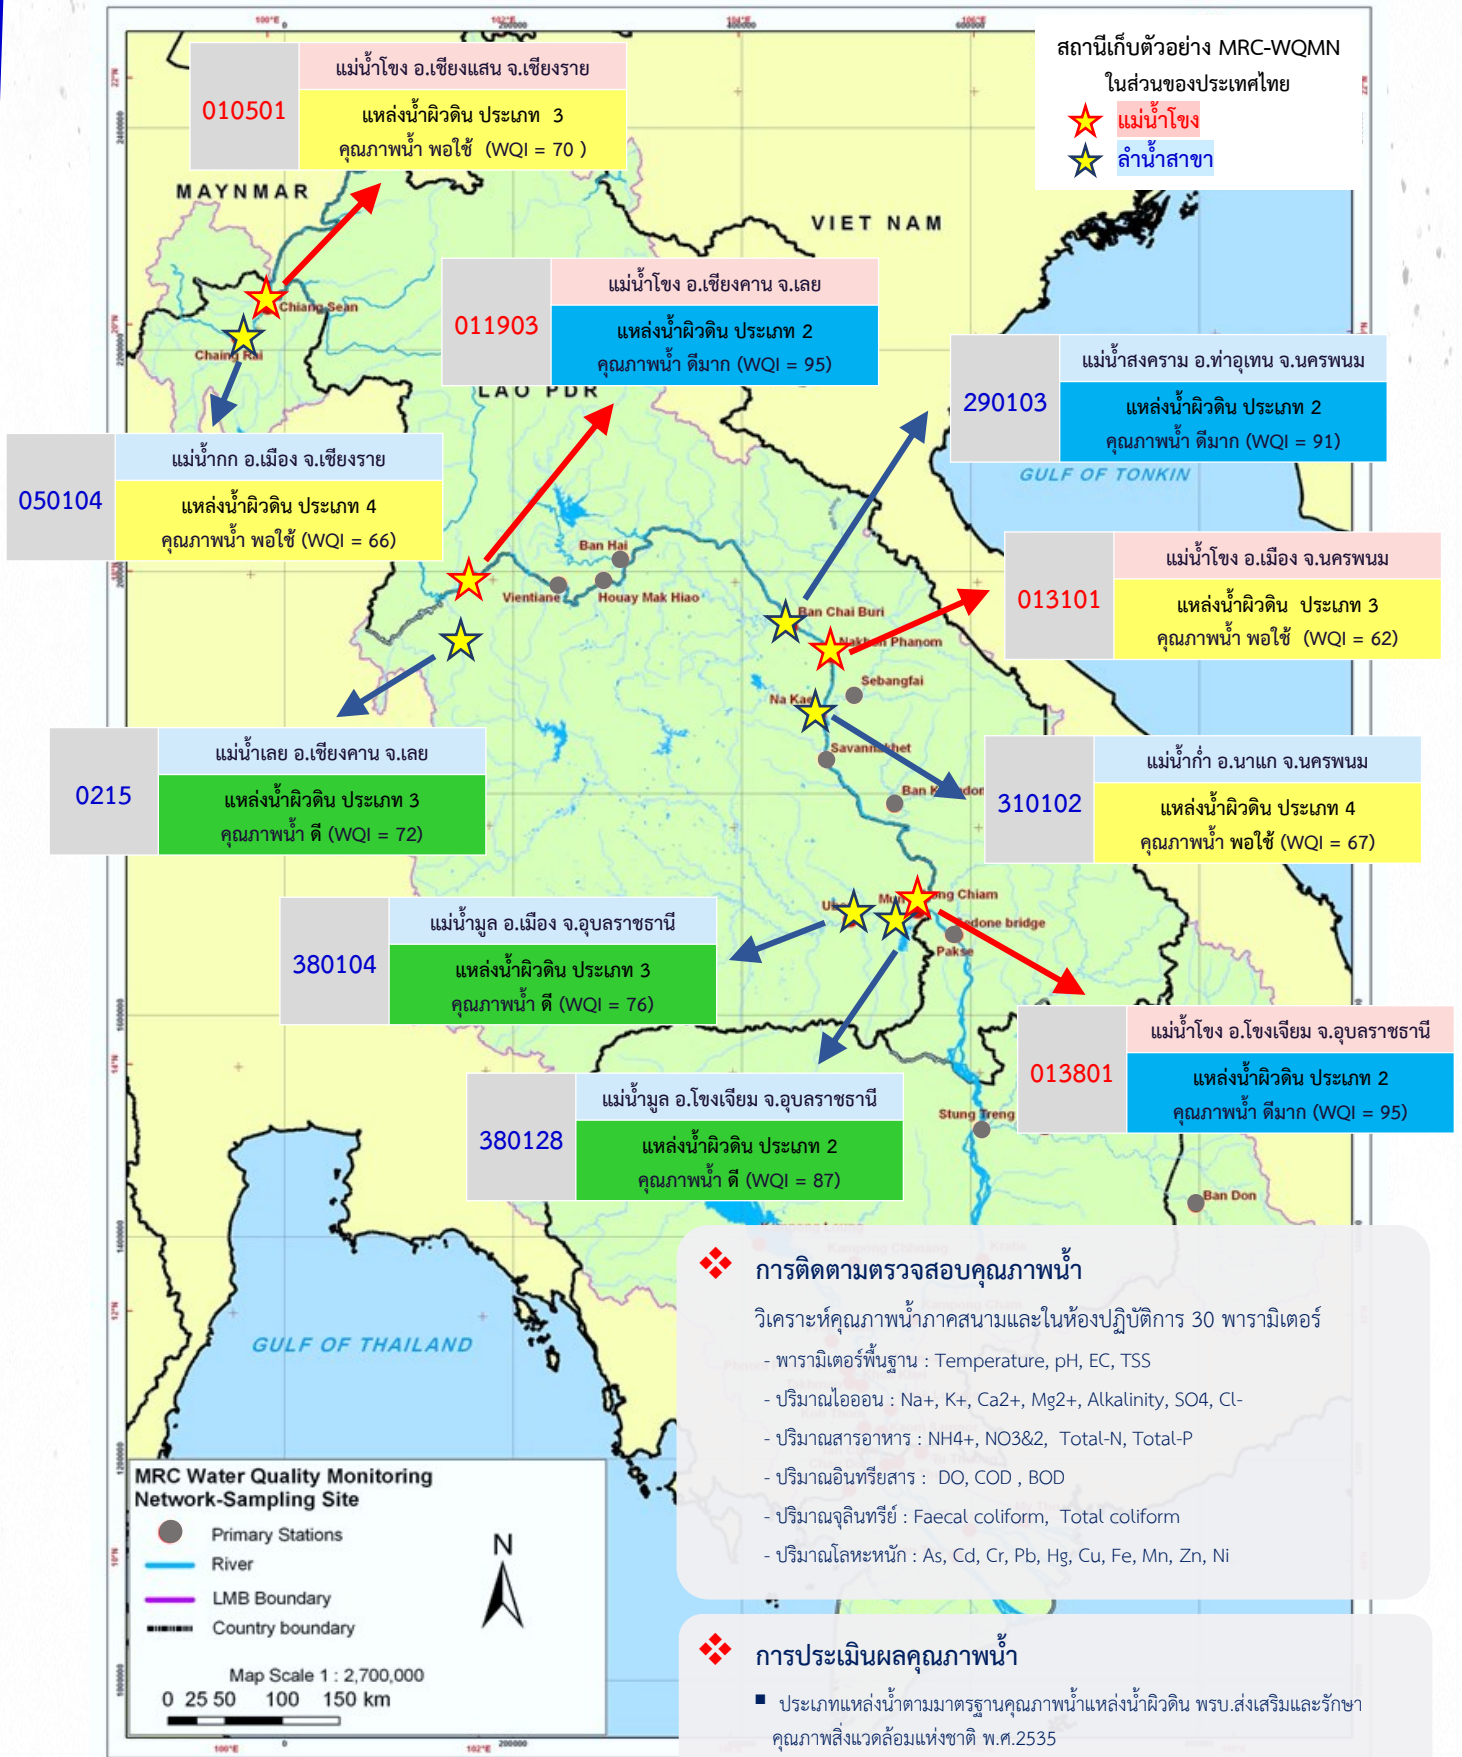 สถานีเก็บตัวอย่าง MRC-WQMN
ในส่วนของประเทศไทย
แม่น้ำโขง
ลำน้ำสาขา
010501
แม่น้ำโขง อ.เชียงแสน จ.เชียงราย
แหล่งน้ำผิวดิน ประเภท 3
คุณภาพน้ำ พอใช้ (WQI = 70 )
MAYNMAR
VIET NAM
Chiang Sean
Chaing Rai
011903
แม่น้ำโขง อ.เชียงคาน จ.เลย
แหล่งน้ำผิวดิน ประเภท 2
คุณภาพน้ำ ดีมาก (WQI = 95)
LAO PDR
290103
แม่น้ำสงคราม อ.ท่าอุเทน จ.นครพนม
แหล่งน้ำผิวดิน ประเภท 2
คุณภาพน้ำ ดีมาก (WQI = 91)
GULF OF TONKIN
050104
แม่น้ำกก อ.เมือง จ.เชียงราย
แหล่งน้ำผิวดิน ประเภท 4
คุณภาพน้ำ พอใช้ (WQI = 66)
Ban Hai
Vientiane
Houay Mak Hiao
Ban Chai Buri
Nakhon Phanom
013101
แม่น้ำโขง อ.เมือง จ.นครพนม
แหล่งน้ำผิวดิน ประเภท 3
คุณภาพน้ำ พอใช้ (WQI = 62)
Sebangfai
Na Kae
Savannakhet
0215
แม่น้ำเลย อ.เชียงคาน จ.เลย
แหล่งน้ำผิวดิน ประเภท 3
คุณภาพน้ำ ดี (WQI = 72)
310102
แม่น้ำก่ำ อ.นาแก จ.นครพนม
แหล่งน้ำผิวดิน ประเภท 4
คุณภาพน้ำ พอใช้ (WQI = 67)
Pakse
380104
แม่น้ำมูล อ.เมือง จ.อุบลราชธานี
แหล่งน้ำผิวดิน ประเภท 3
คุณภาพน้ำ ดี (WQI = 76)
013801
แม่น้ำโขง อ.โขงเจียม จ.อุบลราชธานี
แหล่งน้ำผิวดิน ประเภท 2
คุณภาพน้ำ ดีมาก (WQI = 95)
380128
แม่น้ำมูล อ.โขงเจียม จ.อุบลราชธานี
แหล่งน้ำผิวดิน ประเภท 2
คุณภาพน้ำ ดี (WQI = 87)
Stung Treng
Ban Don
GULF OF THAILAND
การติดตามตรวจสอบคุณภาพน้ำ
วิเคราะห์คุณภาพน้ำภาคสนามและในห้องปฏิบัติการ 30 พารามิเตอร์
- พารามิเตอร์พื้นฐาน : Temperature, pH, EC, TSS
- ปริมาณไอออน : Na+, K+, Ca2+, Mg2+, Alkalinity, SO4, Cl-
- ปริมาณสารอาหาร : NH4+, NO3&2, Total-N, Total-P
- ปริมาณอินทรียสาร : DO, COD , BOD
- ปริมาณจุลินทรีย์ : Faecal coliform, Total coliform
- ปริมาณโลหะหนัก : As, Cd, Cr, Pb, Hg, Cu, Fe, Mn, Zn, Ni
การประเมินผลคุณภาพน้ำ
ประเภทแหล่งน้ำตามมาตรฐานคุณภาพน้ำแหล่งน้ำผิวดิน พรบ.ส่งเสริมและรักษา
คุณภาพสิ่งแวดล้อมแห่งชาติ พ.ศ.2535
MRC Water Quality Monitoring
Network-Sampling Site
Primary Stations
River
LMB Boundary
Country boundary
N
Map Scale 1 : 2,700,000
0 25 50 100 150 km